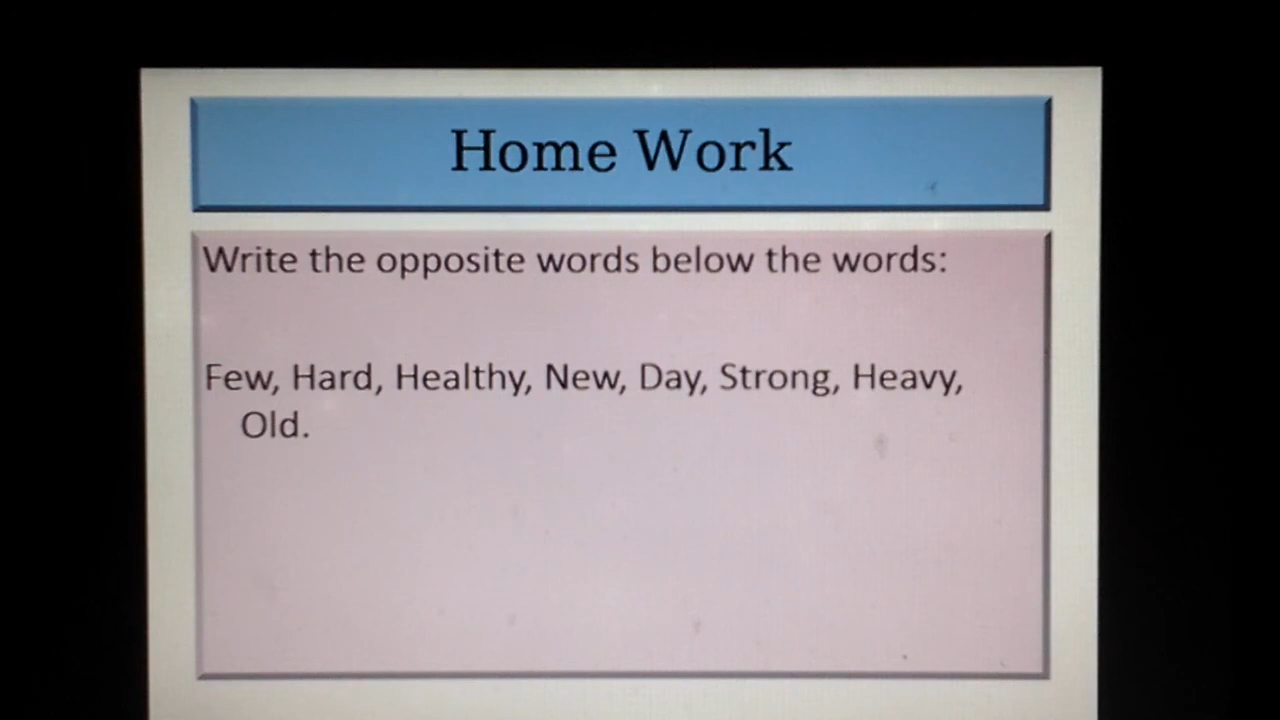 Home Work
Write the opposite words below the words:
Few, Hard, Healthy, New, Day, Strong, Heavy,
Old.